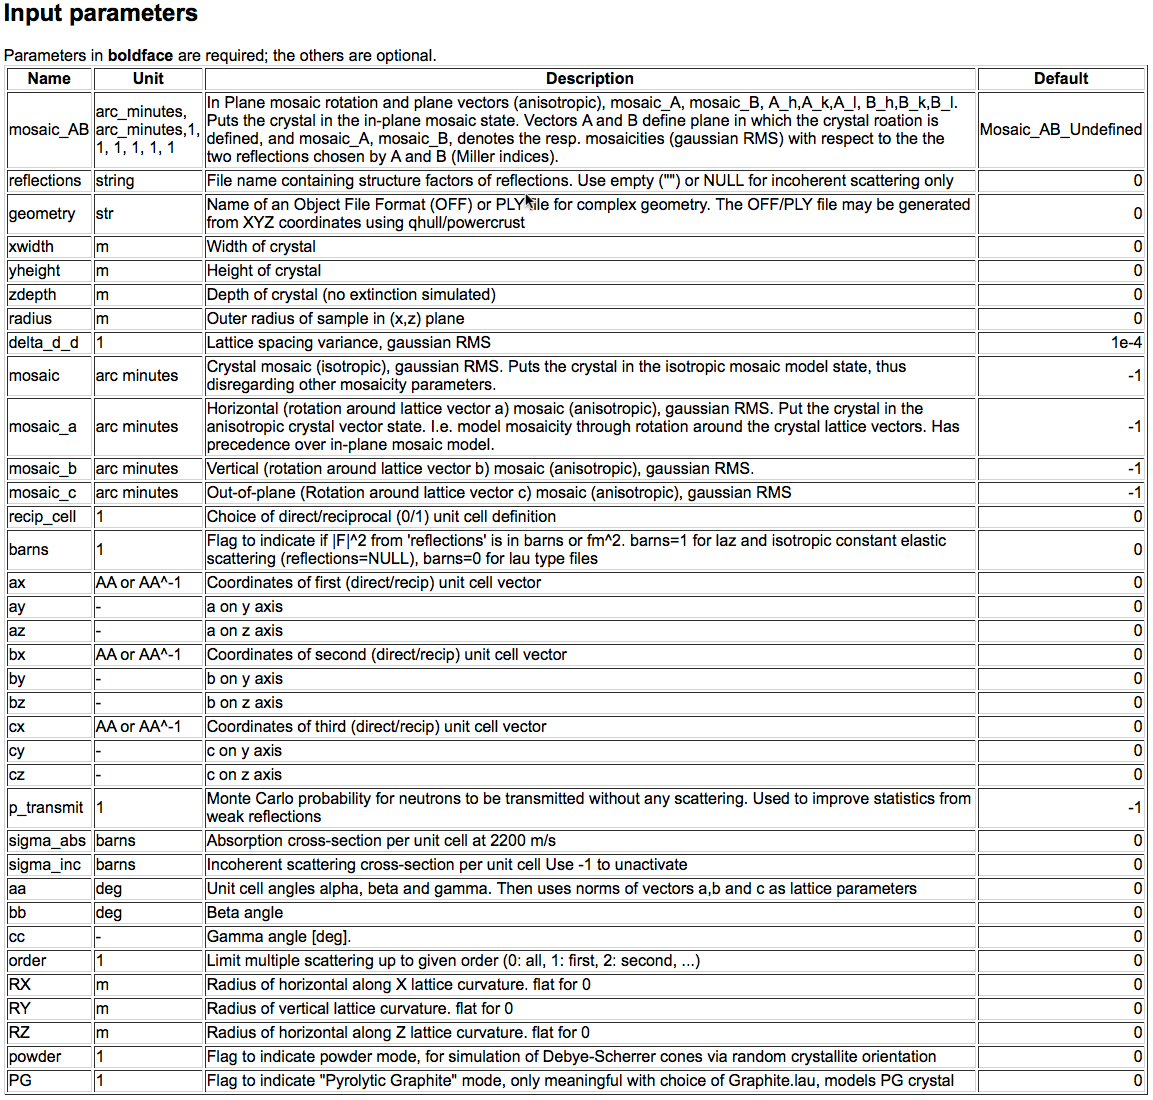 Input parameters
Parameters in boldface are required; the others are optional.
Name Unit Description Default
mosaic_AB arc_minutes, arc_minutes,1, 1, 1, 1, 1, 1 In Plane mosaic rotation and plane vectors (anisotropic), mosaic_A, mosaic_B, A_h,A_k,A_l, B_h,B_k,B_l. Mosaic_AB_Undefined
Puts the crystal in the in-plane mosaic state. Vectors A and B define plane in which the crystal roation is
defined, and mosaic_A, mosaic_B, denotes the resp. mosaicities (gaussian RMS) with respect to the the
two reflections chosen by A and B (Miller indices).
reflections string File name containing structure factors of reflections. Use empty ("") or NULL for incoherent scattering only 0
geometry str Name of an Object File Format (OFF) or PLY file for complex geometry. The OFF/PLY file may be generated 0
from XYZ coordinates using qhull/powercrust
xwidth m Width of crystal 0
yheight m Height of crystal 0
zdepth m Depth of crystal (no extinction simulated) 0
radius m Outer radius of sample in (x,z) plane 0
delta_d_d 1 Lattice spacing variance, gaussian RMS 1e-4
mosaic arc minutes Crystal mosaic (isotropic), gaussian RMS. Puts the crystal in the isotropic mosaic model state, thus -1
disregarding other mosaicity parameters.
mosaic_a arc minutes Horizontal (rotation around lattice vector a) mosaic (anisotropic), gaussian RMS. Put the crystal in the -1
anisotropic crystal vector state. I.e. model mosaicity through rotation around the crystal lattice vectors. Has
precedence over in-plane mosaic model.
mosaic_b arc minutes Vertical (rotation around lattice vector b) mosaic (anisotropic), gaussian RMS. -1
mosaic_c arc minutes Out-of-plane (Rotation around lattice vector c) mosaic (anisotropic), gaussian RMS -1
recip_cell 1 Choice of direct/reciprocal (0/1) unit cell definition 0
barns 1 Flag to indicate if |F|^2 from 'reflections' is in barns or fm^2. barns=1 for laz and isotropic constant elastic 0
scattering (reflections=NULL), barns=0 for lau type files
ax AA or AA^-1 Coordinates of first (direct/recip) unit cell vector 0
ay - a on y axis 0
az - a on z axis 0
bx AA or AA^-1 Coordinates of second (direct/recip) unit cell vector 0
by - b on y axis 0
bz - b on z axis 0
cx AA or AA^-1 Coordinates of third (direct/recip) unit cell vector 0
cy - c on y axis 0
cz - c on z axis 0
p_transmit 1 Monte Carlo probability for neutrons to be transmitted without any scattering. Used to improve statistics from -1
weak reflections
sigma_abs barns Absorption cross-section per unit cell at 2200 m/s 0
sigma_inc barns Incoherent scattering cross-section per unit cell Use -1 to unactivate 0
aa deg Unit cell angles alpha, beta and gamma. Then uses norms of vectors a,b and c as lattice parameters 0
bb deg Beta angle 0
cc - Gamma angle [deg]. 0
order 1 Limit multiple scattering up to given order (0: all, 1: first, 2: second, ...) 0
RX m Radius of horizontal along X lattice curvature. flat for 0 0
RY m Radius of vertical lattice curvature. flat for 0 0
RZ m Radius of horizontal along Z lattice curvature. flat for 0 0
powder 1 Flag to indicate powder mode, for simulation of Debye-Scherrer cones via random crystallite orientation 0
PG 1 Flag to indicate "Pyrolytic Graphite" mode, only meaningful with choice of Graphite.lau, models PG crystal 0